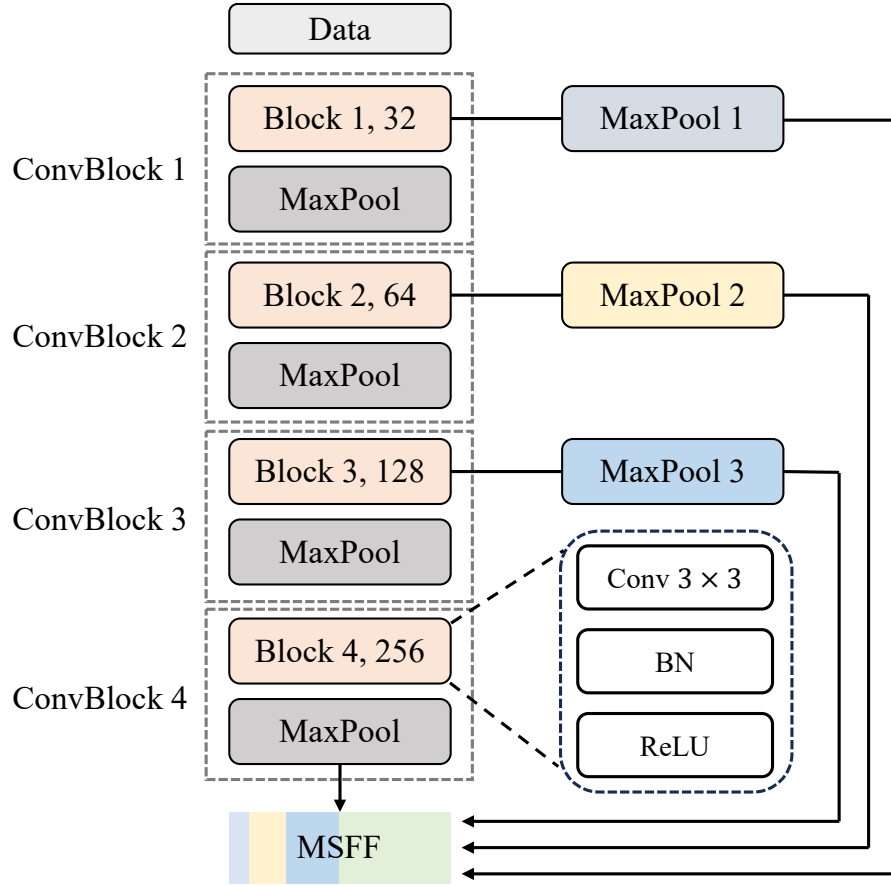 Data
ConvBlock 1
Block 1, 32
MaxPool 1
MaxPool
ConvBlock 2
Block 2, 64
MaxPool 2
MaxPool
ConvBlock 3
Block 3, 128
MaxPool 3
MaxPool
ConvBlock 4
Block 4, 256
MaxPool
Conv 3 × 3
BN
ReLU
MSFF